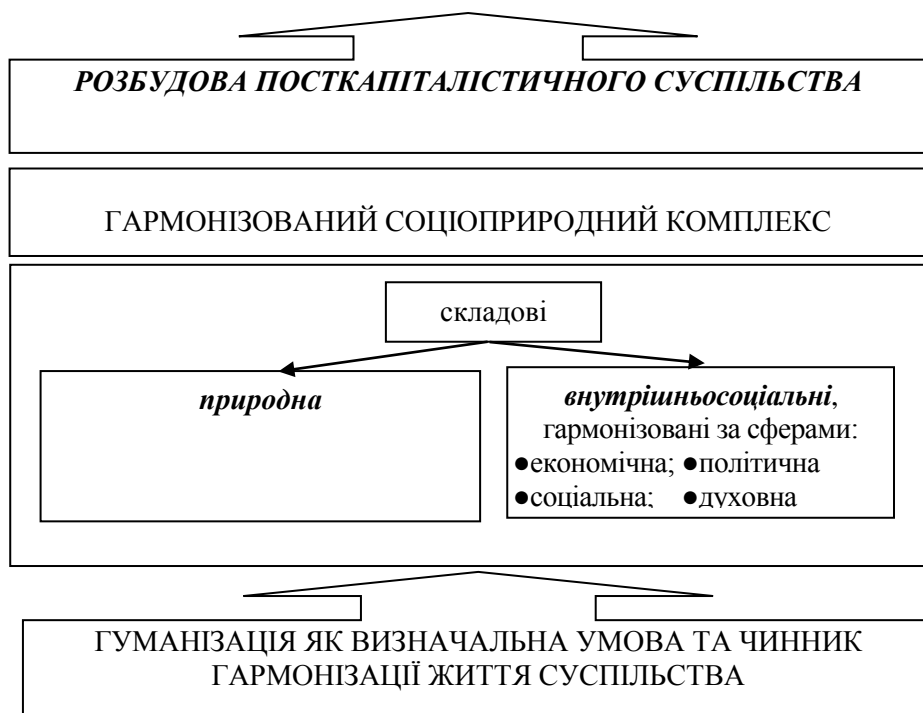 РОЗБУДОВА ПОСТКАПІТАЛІСТИЧНОГО СУСПІЛЬСТВА
ГАРМОНІЗОВАНИЙ СОЦІОПРИРОДНИЙ КОМПЛЕКС
складові
природна
внутрішньосоціальні,
гармонізовані за сферами:
●економічна; ●політична
●соціальна; ●духовна
ГУМАНІЗАЦІЯ ЯК ВИЗНАЧАЛЬНА УМОВА ТА ЧИННИК
ГАРМОНІЗАЦІЇ ЖИТТЯ СУСПІЛЬСТВА